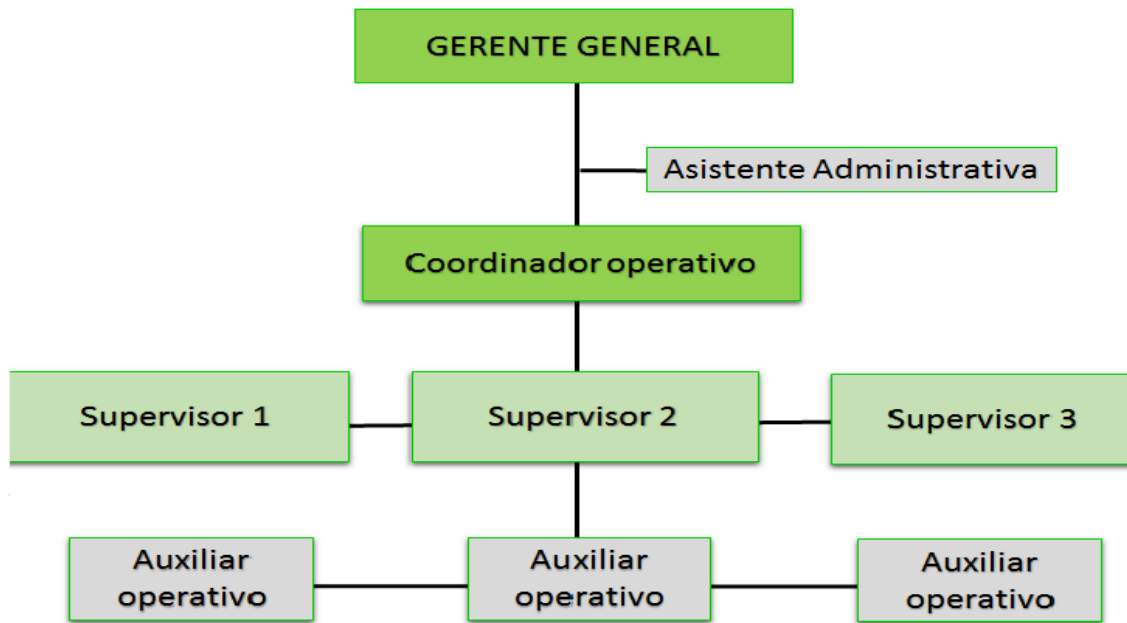 GERENTE GENERAL
Asistente Administrativa
Coordinador operativo
Supervisor 1
Supervisor 2
Supervisor 3
Auxiliar
operativo
Auxiliar
operativo
Auxiliar
operativo